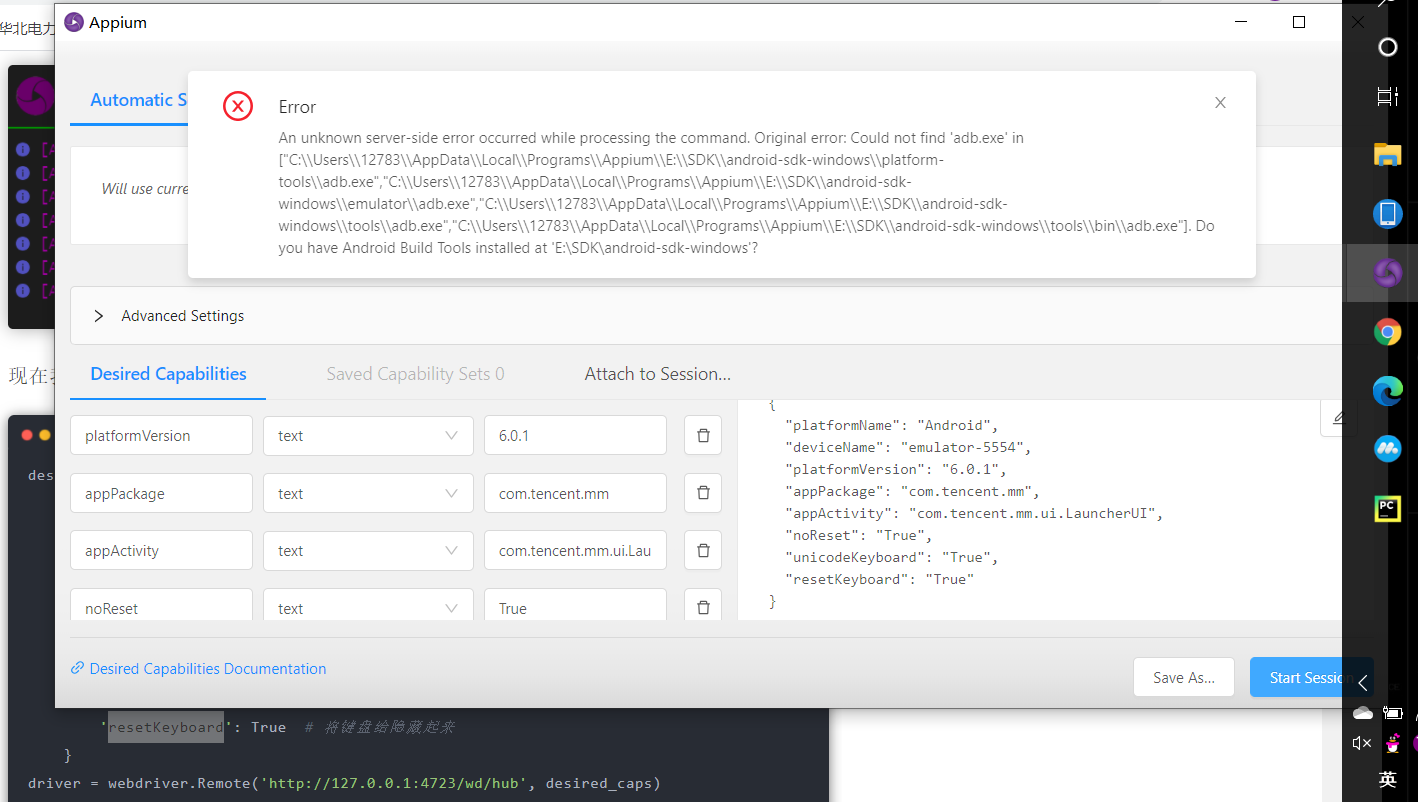 华北电力
Appium
Automatic S
Error
An unknown server-side error occurred while processing the command. Original error: Could not find 'adb.exe' in
["C:\\Users\\12783\\AppData\\Local\\Programs\\Appium\\E:\\SDK\\android-sdk-windows\\platform-
tools\\adb.exe","C:\\Users\\12783\\AppData\\Local\\Programs\\Appium\\E:\\SDK\\android-sdk-
windows\\emulator\\adb.exe","C:\\Users\\12783\\AppData\\Local\\Programs\\Appium\\E:\\SDK\\android-sdk-
windows\\tools\\adb.exe","C:\\Users\\12783\\AppData\\Local\\Programs\\Appium\\E:\\SDK\\android-sdk-windows\\tools\\bin\\adb.exe"]. Do
you have Android Build Tools installed at 'E:\SDK\android-sdk-windows'?
Will use curre
[A
[A
[A
[A
[A
[A
[A
Advanced Settings
现在
Desired Capabilities
Saved Capability Sets 0
Attach to Session...
platformVersion text 6.0.1
appPackage text com.tencent.mm
appActivity text com.tencent.mm.ui.Lau
noReset text True
{
"platformName": "Android",
"deviceName": "emulator-5554",
"platformVersion": "6.0.1",
"appPackage": "com.tencent.mm",
"appActivity": "com.tencent.mm.ui.LauncherUI",
"noReset": "True",
"unicodeKeyboard": "True",
"resetKeyboard": "True"
}
des
Desired Capabilities Documentation
Save As...
Start Session
'resetKeyboard': True # 将键盘给隐藏起来
}
driver = webdriver.Remote('http://127.0.0.1:4723/wd/hub', desired_caps)
PC
英